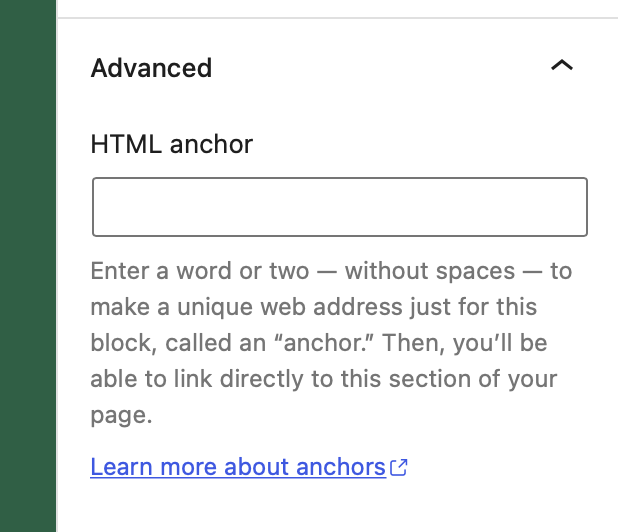 Advanced
HTML anchor
Enter a word or two — without spaces — to
make a unique web address just for this
block, called an “anchor.” Then, you’ll be
able to link directly to this section of your
page.
Learn more about anchors